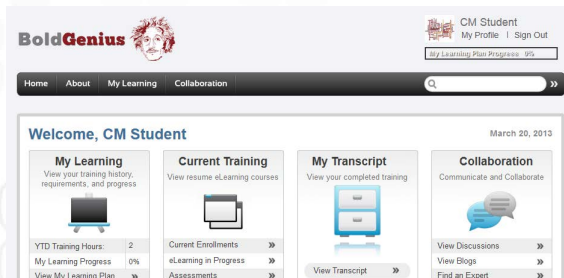 BoldGenius
CM Student
My Profile | Sign Out
My Learning Plan Progress 0%
Home About My Learning Collaboration
Welcome, CM Student
March 20, 2013
My Learning
View your training history,
requirements, and progress
YTD Training Hours: 2
My Learning Progress 0%
View My Learning Plan »
Current Training
View resume eLearning courses
Current Enrollments »
eLearning in Progress »
Assessments »
My Transcript
View your completed training
View Transcript »
Collaboration
Communicate and Collaborate
View Discussions »
View Blogs »
Find an Expert »